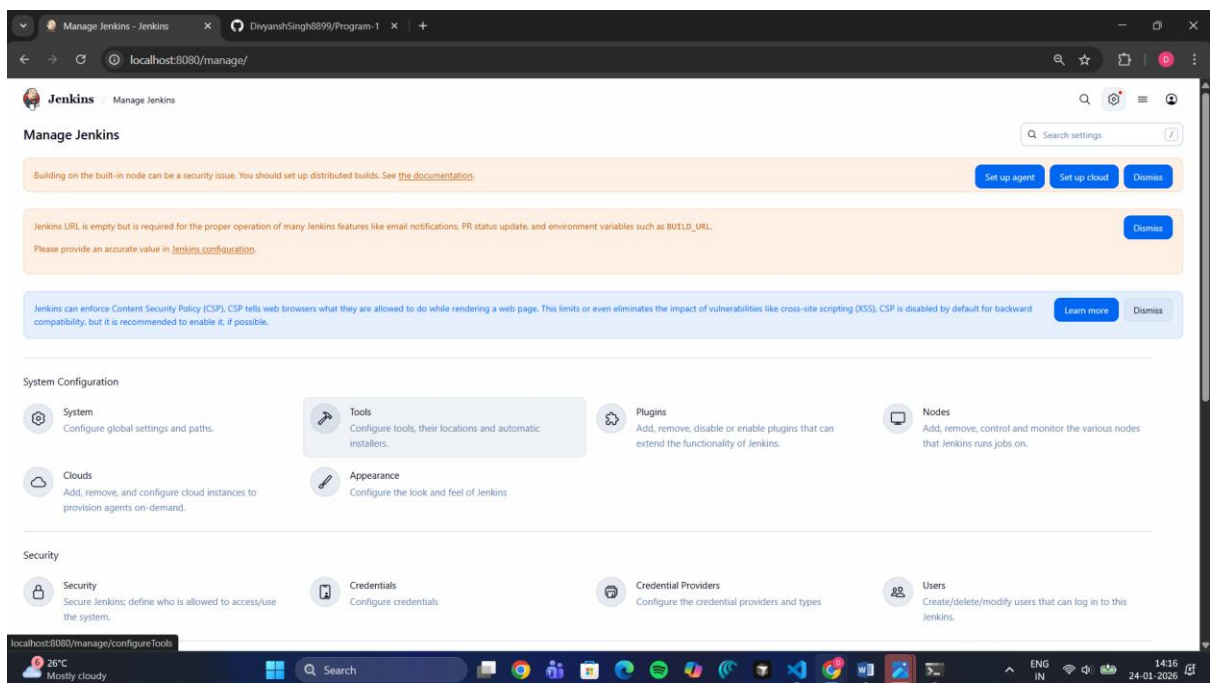 Manage Jenkins - Jenkins
DivyanshSingh8899/Program-1
localhost:8080/manage/
D
Jenkins / Manage Jenkins
Manage Jenkins
Search settings
/
Building on the built-in node can be a security issue. You should set up distributed builds. See the documentation.
Set up agent
Set up cloud
Dismiss
Jenkins URL is empty but is required for the proper operation of many Jenkins features like email notifications, PR status update, and environment variables such as BUILD_URL.
Dismiss
Please provide an accurate value in Jenkins configuration.
Jenkins can enforce Content Security Policy (CSP). CSP tells web browsers what they are allowed to do while rendering a web page. This limits or even eliminates the impact of vulnerabilities like cross-site scripting (XSS). CSP is disabled by default for backward
compatibility, but it is recommended to enable it, if possible.
Learn more
Dismiss
System Configuration
System
Configure global settings and paths.
Tools
Configure tools, their locations and automatic
installers.
Plugins
Add, remove, disable or enable plugins that can
extend the functionality of Jenkins.
Nodes
Add, remove, control and monitor the various nodes
that Jenkins runs jobs on.
Clouds
Add, remove, and configure cloud instances to
provision agents on-demand.
Appearance
Configure the look and feel of Jenkins
Security
Security
Secure Jenkins; define who is allowed to access/use
the system.
Credentials
Configure credentials
Credential Providers
Configure the credential providers and types
Users
Create/delete/modify users that can log in to this
Jenkins.
localhost:8080/manage/configureTools
6
26°C
Mostly cloudy
Search
ENG
IN
14:16
24-01-2026